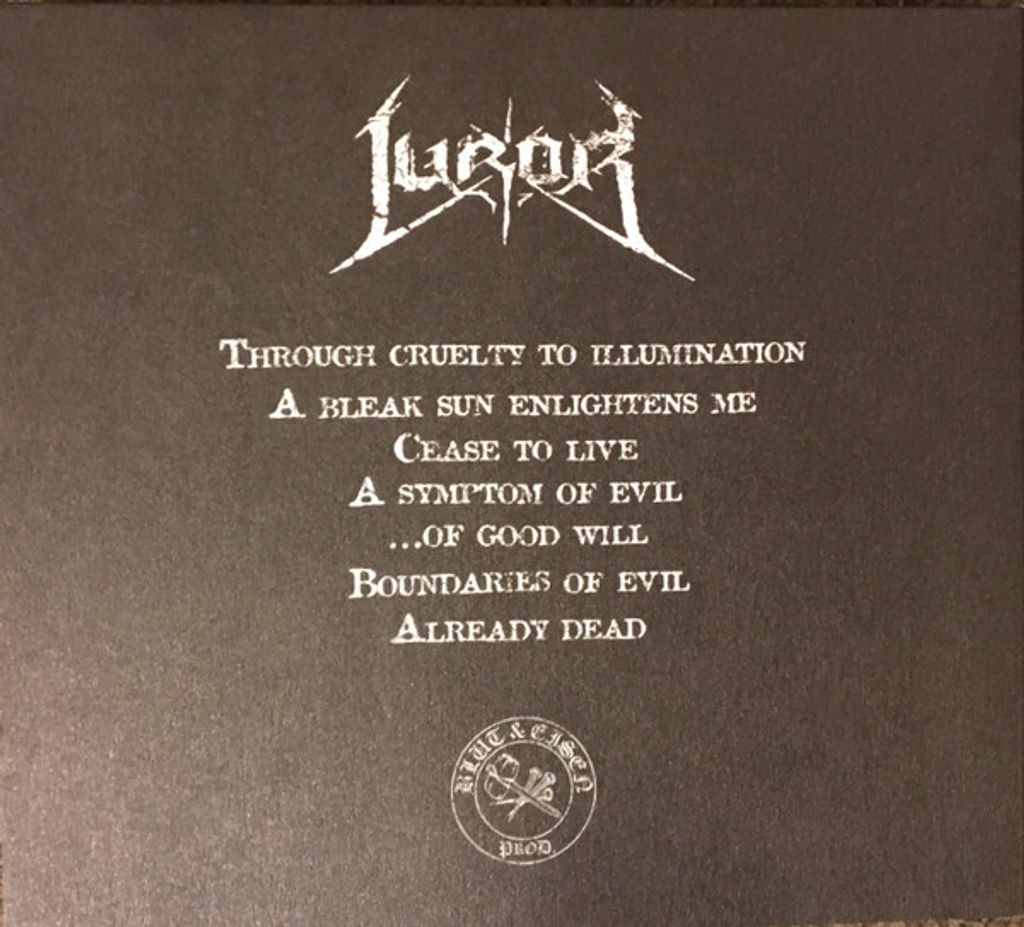 LUROR
THROUGH CRUELTY TO ILLUMINATION
A BLEAK SUN ENLIGHTENS ME
CEASE TO LIVE
A SYMPTOM OF EVIL
...OF GOOD WILL
BOUNDARIES OF EVIL
ALREADY DEAD
BLUT & EISEN
PROD.